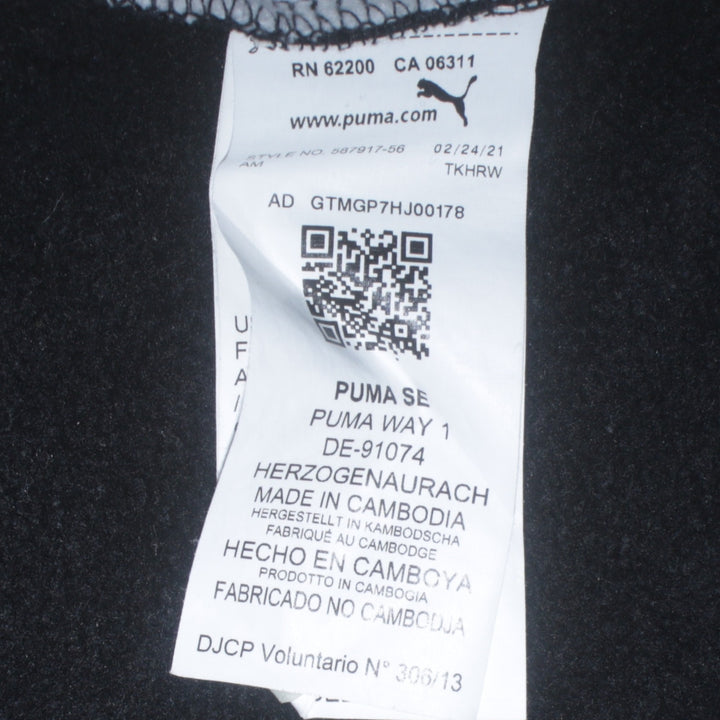 RN 62200 CA 06311
www.puma.com
STYLE NO. 587917-56 02/24/21
AM TKHRW
AD GTMGP7HJ00178
U
F
A
PUMA SE
PUMA WAY 1
DE-91074
HERZOGENAURACH
MADE IN CAMBODIA
HERGESTELLT IN KAMBODSCHA
FABRIQUÉ AU CAMBODGE
HECHO EN CAMBOYA
PRODOTTO IN CAMBOGIA
FABRICADO NO CAMBODJA
DJCP Voluntario N° 306/13